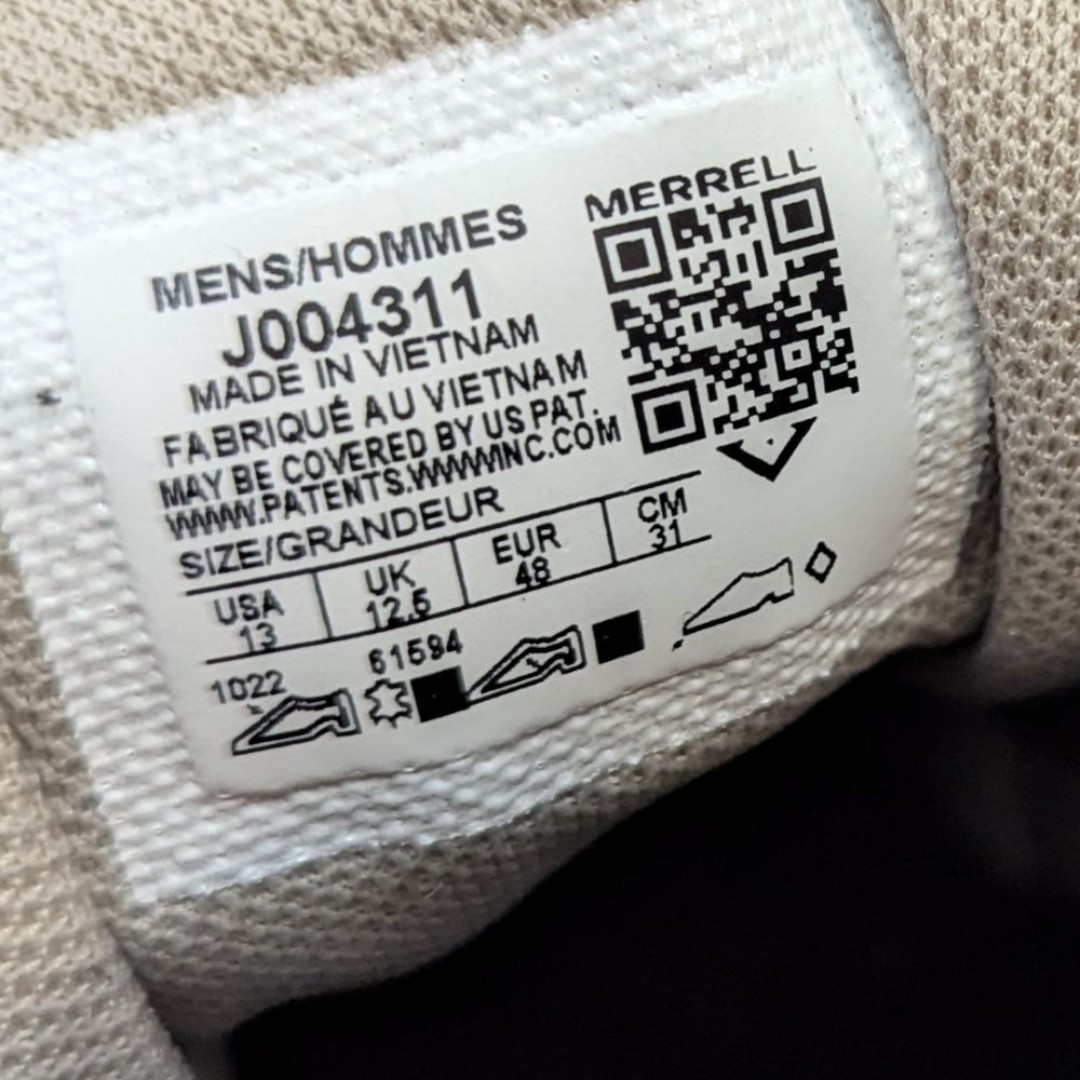 MERRELL
MENS/HOMMES
J004311
MADE IN VIETNAM
FABRIQUÉ AU VIETNAM
MAY BE COVERED BY US PAT.
WWW.PATENTS.WWWINC.COM
SIZE/GRANDEUR
USA UK EUR CM
13 12.5 48 31
1022 61594